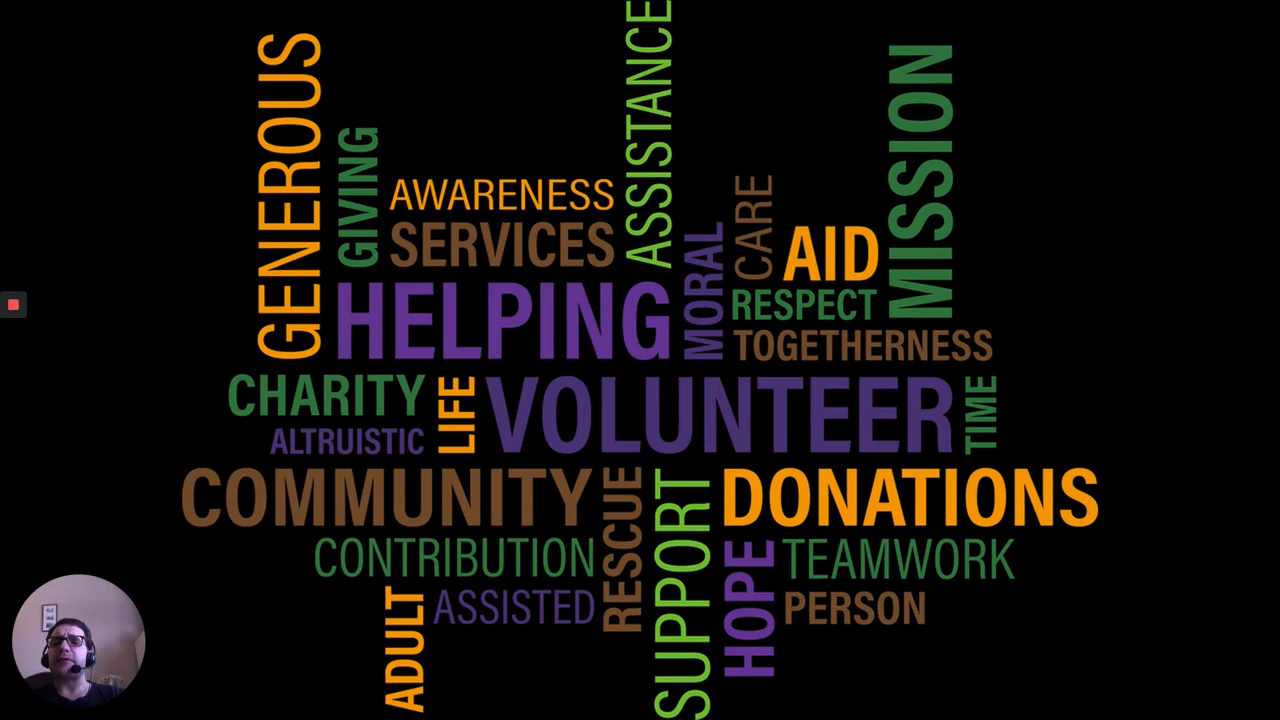 GENEROUS
GIVING
AWARENESS
SERVICES
ASSISTANCE
HELPING
MORAL
CARE
AID
RESPECT
TOGETHERNESS
MISSION
CHARITY
ALTRUISTIC
LIFE
VOLUNTEER
TIME
COMMUNITY
RESCUE
SUPPORT
DONATIONS
CONTRIBUTION
ADULT
ASSISTED
HOPE
TEAMWORK
PERSON